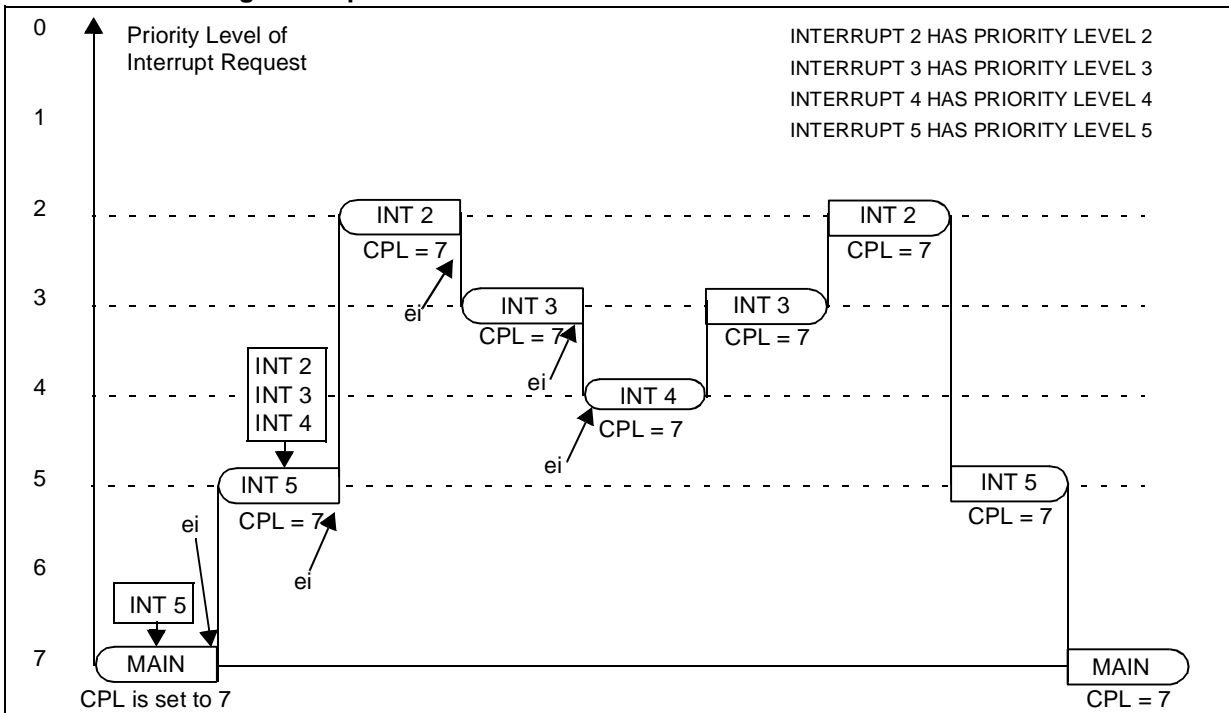 0
Priority Level of
Interrupt Request
INTERRUPT 2 HAS PRIORITY LEVEL 2
INTERRUPT 3 HAS PRIORITY LEVEL 3
INTERRUPT 4 HAS PRIORITY LEVEL 4
INTERRUPT 5 HAS PRIORITY LEVEL 5
1
2
INT 2
CPL = 7
INT 2
CPL = 7
ei
3
INT 3
CPL = 7
INT 3
CPL = 7
ei
INT 2
INT 3
INT 4
4
INT 4
CPL = 7
ei
5
INT 5
CPL = 7
INT 5
CPL = 7
ei
ei
6
INT 5
7
MAIN
CPL is set to 7
MAIN
CPL = 7